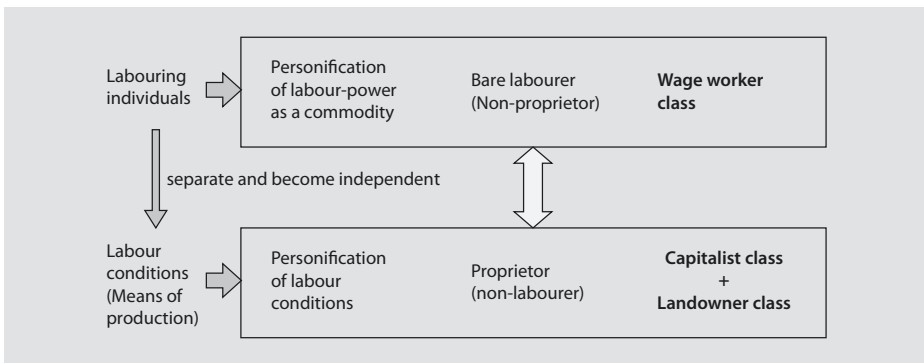 Labouring
individuals
Personification
of labour-power
as a commodity
Bare labourer
(Non-proprietor)
Wage worker
class
separate and become independent
Labour
conditions
(Means of
production)
Personification
of labour
conditions
Proprietor
(non-labourer)
Capitalist class
+
Landowner class